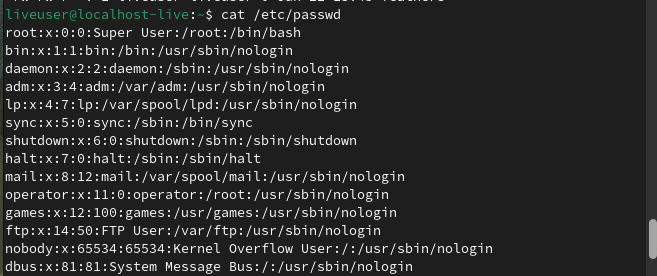 liveuser@localhost-live:~$ cat /etc/passwd
root:x:0:0:Super User:/root:/bin/bash
bin:x:1:1:bin:/bin:/usr/sbin/nologin
daemon:x:2:2:daemon:/sbin:/usr/sbin/nologin
adm:x:3:4:adm:/var/adm:/usr/sbin/nologin
lp:x:4:7:lp:/var/spool/lpd:/usr/sbin/nologin
sync:x:5:0:sync:/sbin:/bin/sync
shutdown:x:6:0:shutdown:/sbin:/sbin/shutdown
halt:x:7:0:halt:/sbin:/sbin/halt
mail:x:8:12:mail:/var/spool/mail:/usr/sbin/nologin
operator:x:11:0:operator:/root:/usr/sbin/nologin
games:x:12:100:games:/usr/games:/usr/sbin/nologin
ftp:x:14:50:FTP User:/var/ftp:/usr/sbin/nologin
nobody:x:65534:65534:Kernel Overflow User:/:/usr/sbin/nologin
dbus:x:81:81:System Message Bus:/:/usr/sbin/nologin